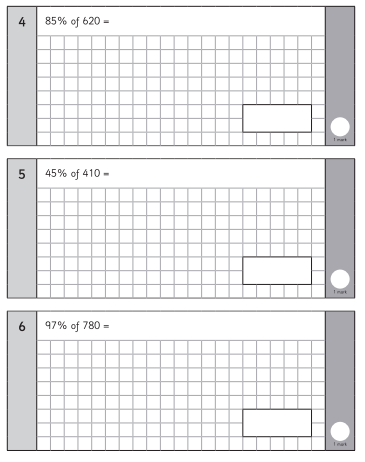 4 85% of 620 =
1 mark
5 45% of 410 =
1 mark
6 97% of 780 =
1 mark